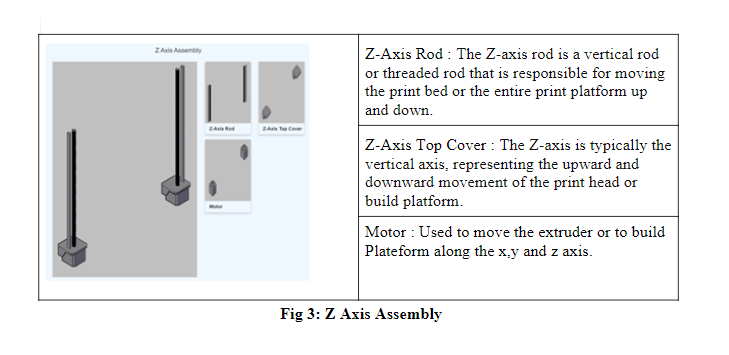 Z Axis Assembly
Z-Axis Rod
Z-Axis Top Cover
Motor
Z-Axis Rod : The Z-axis rod is a vertical rod
or threaded rod that is responsible for moving
the print bed or the entire print platform up
and down.
Z-Axis Top Cover : The Z-axis is typically the
vertical axis, representing the upward and
downward movement of the print head or
build platform.
Motor : Used to move the extruder or to build
Plateform along the x,y and z axis.
Fig 3: Z Axis Assembly